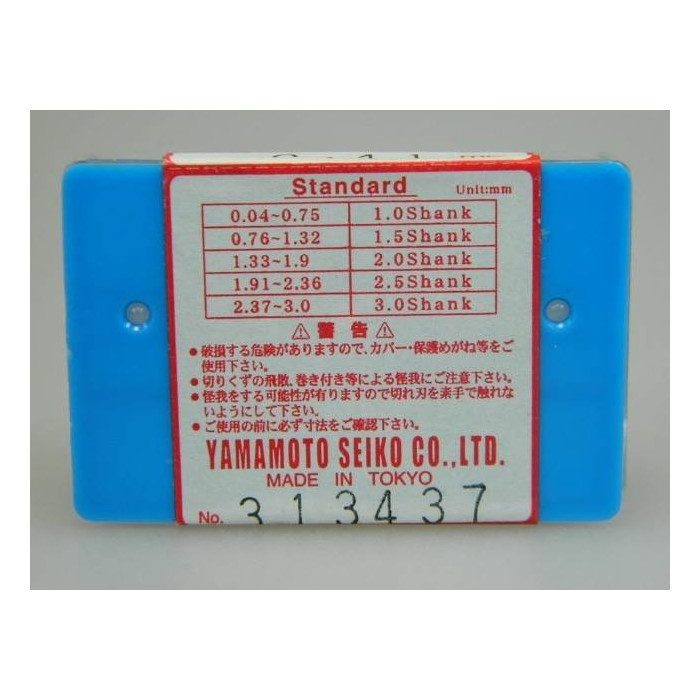 Standard Unit:mm
0.04~0.75 1.0Shank
0.76~1.32 1.5Shank
1.33~1.9 2.0Shank
1.91~2.36 2.5Shank
2.37~3.0 3.0Shank
⚠ 警告 ⚠
●破損する危険がありますので、カバー・保護めがね等をご
使用下さい。
●切りくずの飛散、巻き付き等による怪我にご注意下さい。
●怪我をする可能性が有りますので切れ刃を素手で触れな
いようにして下さい。
●ご使用の前に必ず寸法をご確認下さい。
YAMAMOTO SEIKO CO.,LTD.
MADE IN TOKYO
No. 313437